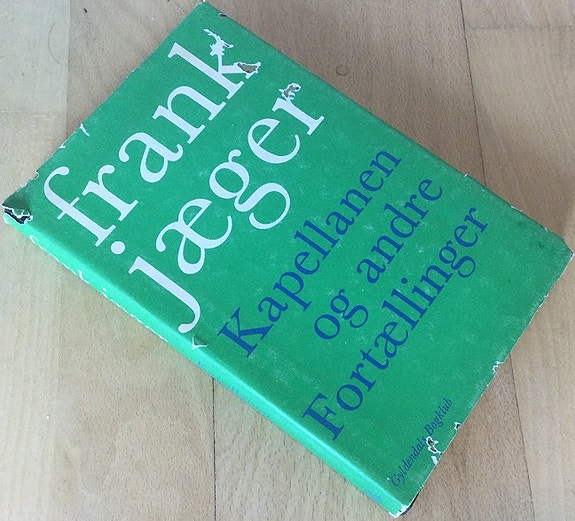 frank
jæger
Kapellanen
og andre
Fortællinger
Gyldendals Bogklub